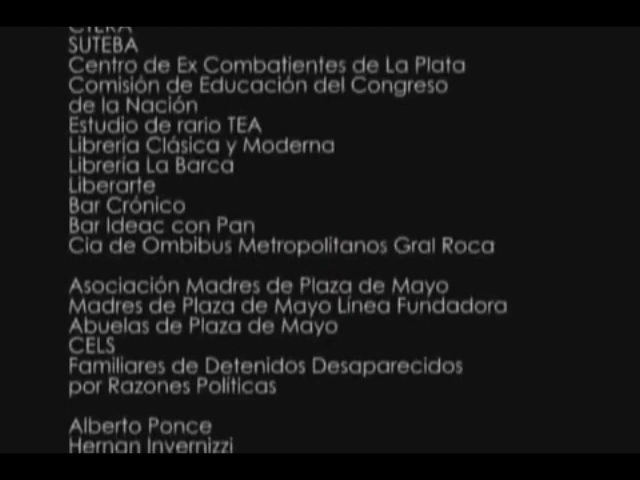 CTERA
SUTEBA
Centro de Ex Combatientes de La Plata
Comisión de Educación del Congreso
de la Nación
Estudio de rario TEA
Librería Clásica y Moderna
Librería La Barca
Liberarte
Bar Crónico
Bar Ideac con Pan
Cia de Ombibus Metropolitanos Gral Roca
Asociación Madres de Plaza de Mayo
Madres de Plaza de Mayo Línea Fundadora
Abuelas de Plaza de Mayo
CELS
Familiares de Detenidos Desaparecidos
por Razones Políticas
Alberto Ponce
Hernan Invernizzi